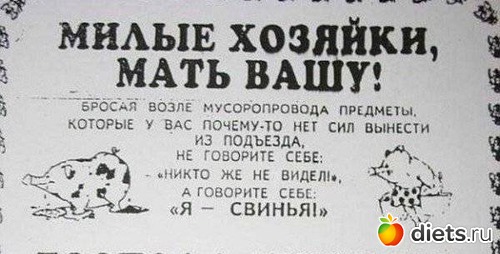 МИЛЫЕ ХОЗЯЙКИ,
МАТЬ ВАШУ!
БРОСАЯ ВОЗЛЕ МУСОРОПРОВОДА ПРЕДМЕТЫ,
КОТОРЫЕ У ВАС ПОЧЕМУ-ТО НЕТ СИЛ ВЫНЕСТИ
ИЗ ПОДЪЕЗДА,
НЕ ГОВОРИТЕ СЕБЕ:
«НИКТО ЖЕ НЕ ВИДЕЛ!»,
А ГОВОРИТЕ СЕБЕ:
"Я – СВИНЬЯ!"
diets.ru